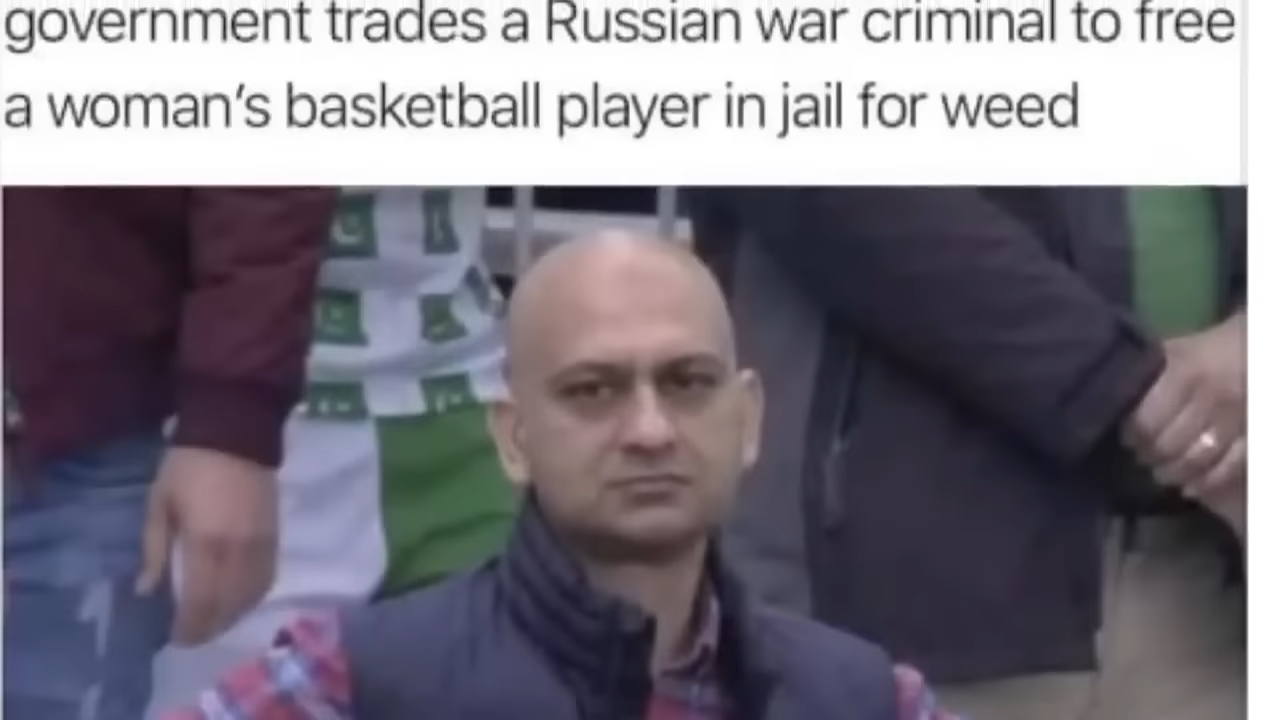 government trades a Russian war criminal to free
a woman's basketball player in jail for weed